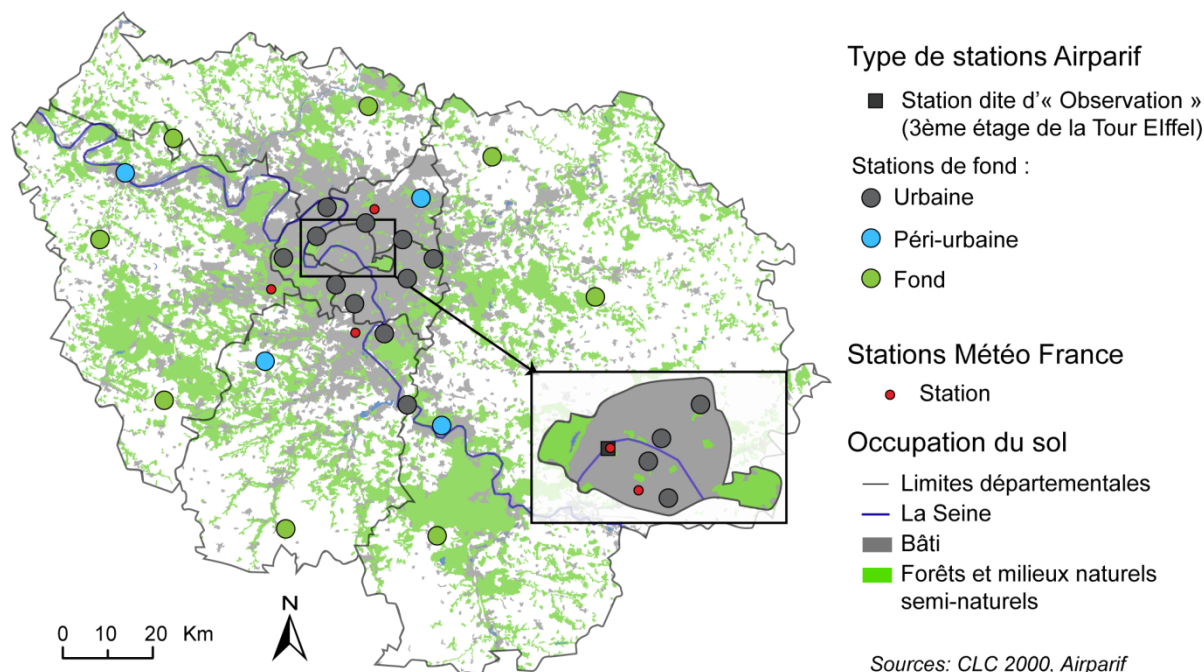 Type de stations Airparif
Station dite d'« Observation »
(3ème étage de la Tour EIffel)
Stations de fond :
Urbaine
Péri-urbaine
Fond
Stations Météo France
Station
Occupation du sol
Limites départementales
La Seine
Bâti
Forêts et milieux naturels
semi-naturels
N
0 10 20 Km
Sources: CLC 2000, Airparif